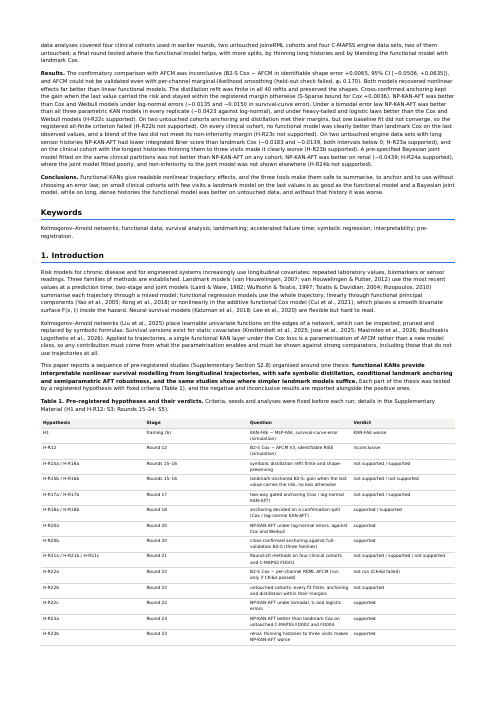 data analyses covered four clinical cohorts used in earlier rounds, two untouched joineRML cohorts and four C-MAPSS engine data sets, two of them
untouched; a final round tested where the functional model helps, with more splits, by thinning long histories and by blending the functional model with
landmark Cox.
Results. The confirmatory comparison with AFCM was inconclusive (B2-S Cox − AFCM in identifiable shape error +0.0065, 95% CI [−0.0506, +0.0635]),
and AFCM could not be validated even with per-channel marginal-likelihood smoothing (held-out check failed, φ₁ 0.170). Both models recovered nonlinear
effects far better than linear functional models. The distillation refit was finite in all 40 refits and preserved the shapes. Cross-confirmed anchoring kept
the gain when the last value carried the risk and stayed within the registered margin otherwise (S-Sparse bound for Cox +0.0036). NP-KAN-AFT was better
than Cox and Weibull models under log-normal errors (−0.0135 and −0.0150 in survival-curve error). Under a bimodal error law NP-KAN-AFT was better
than all three parametric KAN models in every replicate (−0.0423 against log-normal), and under heavy-tailed and logistic laws better than the Cox and
Weibull models (H-R22c supported). On two untouched cohorts anchoring and distillation met their margins, but one baseline fit did not converge, so
the registered all-finite criterion failed (H-R22b not supported). On every clinical cohort, no functional model was clearly better than landmark Cox on the last
observed values, and a blend of the two did not meet its non-inferiority margin (H-R23c not supported). On two untouched engine data sets with long
sensor histories NP-KAN-AFT had lower integrated Brier score than landmark Cox (−0.0183 and −0.0139, both intervals below 0; H-R23a supported), and
on the clinical cohort with the longest histories thinning them to three visits made it clearly worse (H-R23b supported). A pre-specified Bayesian joint
model fitted on the same clinical partitions was not better than NP-KAN-AFT on any cohort; NP-KAN-AFT was better on renal (−0.0439; H-R24a supported),
where the joint model fitted poorly, and non-inferiority to the joint model was not shown elsewhere (H-R24b not supported).
Conclusions. Functional KANs give readable nonlinear trajectory effects, and the three tools make them safe to summarise, to anchor and to use without
choosing an error law; on small clinical cohorts with few visits a landmark model on the last values is as good as the functional model and a Bayesian joint
model, while on long, dense histories the functional model was better on untouched data, and without that history it was worse.
Keywords
Kolmogorov–Arnold networks; functional data; survival analysis; landmarking; accelerated failure time; symbolic regression; interpretability; pre-
registration.
1. Introduction
Risk models for chronic disease and for engineered systems increasingly use longitudinal covariates: repeated laboratory values, biomarkers or sensor
readings. Three families of methods are established. Landmark models (van Houwelingen, 2007; van Houwelingen & Putter, 2012) use the most recent
values at a prediction time; two-stage and joint models (Laird & Ware, 1982; Wulfsohn & Tsiatis, 1997; Tsiatis & Davidian, 2004; Rizopoulos, 2010)
summarise each trajectory through a mixed model; functional regression models use the whole trajectory, linearly through functional principal
components (Yao et al., 2005; Kong et al., 2018) or nonlinearly in the additive functional Cox model (Cui et al., 2021), which places a smooth bivariate
surface F(x, t) inside the hazard. Neural survival models (Katzman et al., 2018; Lee et al., 2020) are flexible but hard to read.
Kolmogorov–Arnold networks (Liu et al., 2025) place learnable univariate functions on the edges of a network, which can be inspected, pruned and
replaced by symbolic formulas. Survival versions exist for static covariates (Knottenbelt et al., 2025; Jose et al., 2025; Mastroleo et al., 2026; Boulitsakis
Logothetis et al., 2026). Applied to trajectories, a single functional KAN layer under the Cox loss is a parametrisation of AFCM rather than a new model
class, so any contribution must come from what the parametrisation enables and must be shown against strong comparators, including those that do not
use trajectories at all.
This paper reports a sequence of pre-registered studies (Supplementary Section S2.8) organised around one thesis: functional KANs provide
interpretable nonlinear survival modelling from longitudinal trajectories, with safe symbolic distillation, conditional landmark anchoring
and semiparametric AFT robustness, and the same studies show where simpler landmark models suffice. Each part of the thesis was tested
by a registered hypothesis with fixed criteria (Table 1), and the negative and inconclusive results are reported alongside the positive ones.
Table 1. Pre-registered hypotheses and their verdicts. Criteria, seeds and analyses were fixed before each run; details in the Supplementary
Material (H1 and H-R12: S3; Rounds 15–24: S5).
Hypothesis Stage Question Verdict
H1 framing (b) KAN-FAE − MLP-FAE, survival-curve error
(simulation) KAN-FAE worse
H-R12 Round 12 B2-S Cox − AFCM V3, identifiable RISE
(simulation) inconclusive
H-R15a / H-R16a Rounds 15–16 symbolic distillation refit finite and shape-
preserving not supported / supported
H-R15b / H-R16b Rounds 15–16 landmark-anchored B2-S: gain when the last
value carries the risk, no loss otherwise not supported / not supported
H-R17a / H-R17b Round 17 two-way gated anchoring (Cox / log-normal
KAN-AFT) not supported / supported
H-R18a / H-R18b Round 18 anchoring decided on a confirmation split
(Cox / log-normal KAN-AFT) supported / supported
H-R20a Round 20 NP-KAN-AFT under log-normal errors, against
Cox and Weibull supported
H-R20b Round 20 cross-confirmed anchoring against full-
validation B2-S (three families) supported
H-R21a / H-R21b / H-R21c Round 21 Round-20 methods on four clinical cohorts
and C-MAPSS FD001 not supported / supported / not supported
H-R22a Round 22 B2-S Cox − per-channel REML AFCM (run
only if CK-6d passed) not run (CK-6d failed)
H-R22b Round 22 untouched cohorts: every fit finite, anchoring
and distillation within their margins not supported
H-R22c Round 22 NP-KAN-AFT under bimodal, t₃ and logistic
errors supported
H-R23a Round 23 NP-KAN-AFT better than landmark Cox on
untouched C-MAPSS FD002 and FD004 supported
H-R23b Round 23 renal: thinning histories to three visits makes
NP-KAN-AFT worse supported